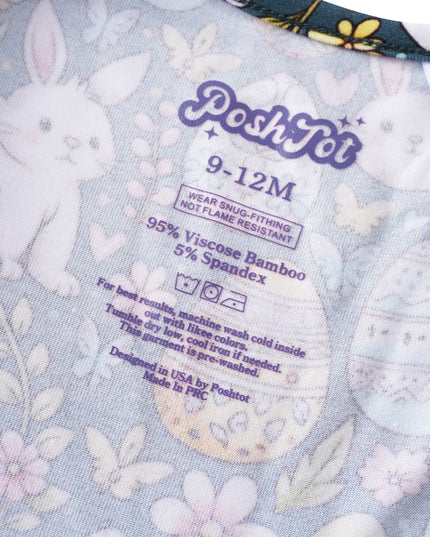 PoshTot
9-12M
WEAR SNUG-FITHING
NOT FLAME RESISTANT
95% Viscose Bamboo
5% Spandex
For best results, machine wash cold inside
out with likee colors.
Tumble dry low, cool iron if needed.
This garment is pre-washed.
Designed in USA by Poshtot
Made in PRC